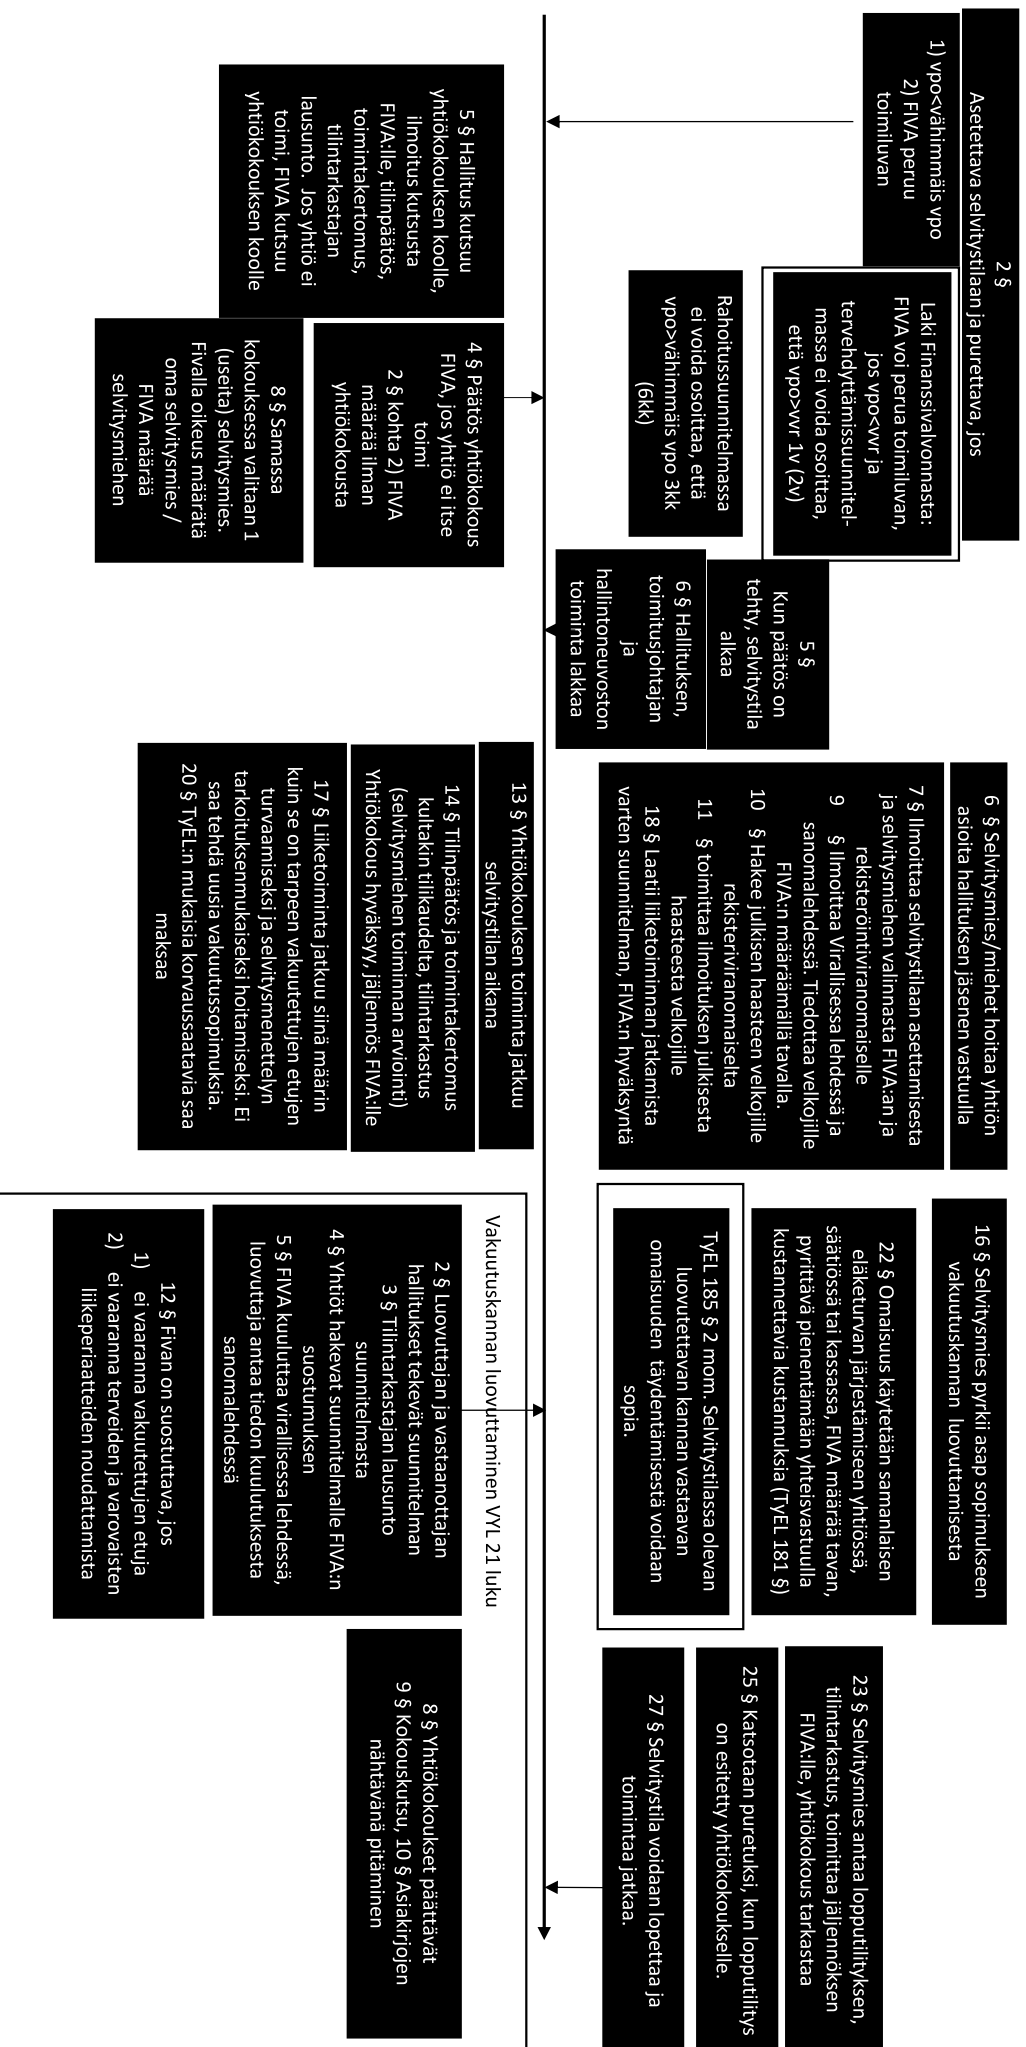 2 §
Asetettava selvitystilaan ja purettava, jos
1) vpo<vähimmäis vpo
2) FIVA peruu
toimiluvan
Laki Finanssivalvonnasta:
FIVA voi perua toimiluvan,
jos vpo<vvr ja
tervehdyttämissuunnitel-
massa ei voida osoittaa,
että vpo>vvr 1v (2v)
Rahoitussuunnitelmassa
ei voida osoittaa, että
vpo>vähimmäis vpo 3kk
(6kk)
5 § Hallitus kutsuu
yhtiökokouksen koolle,
ilmoitus kutsusta
FIVA:lle, tilinpäätös,
toimintakertomus,
tilintarkastajan
lausunto. Jos yhtiö ei
toimi, FIVA kutsuu
yhtiökokouksen koolle
4 § Päätös yhtiökokous
FIVA, jos yhtiö ei itse
toimi
2 § kohta 2) FIVA
määrää ilman
yhtiökokousta
8 § Samassa
kokouksessa valitaan 1
(useita) selvitysmies.
Fivalla oikeus määrätä
oma selvitysmies /
FIVA määrää
selvitysmiehen
5 §
Kun päätös on
tehty, selvitystila
alkaa
6 § Hallituksen,
toimitusjohtajan
ja
hallintoneuvoston
toiminta lakkaa
6 § Selvitysmies/miehet hoitaa yhtiön
asioita hallituksen jäsenen vastuulla
7 § Ilmoittaa selvitystilaan asettamisesta
ja selvitysmiehen valinnasta FIVA:an ja
rekisteröintiviranomaiselle
9 § Ilmoittaa Virallisessa lehdessä ja
sanomalehdessä. Tiedottaa velkojille
FIVA:n määräämällä tavalla.
10 § Hakee julkisen haasteen velkojille
rekisteriviranomaiselta
11 § toimittaa ilmoituksen julkisesta
haasteesta velkojille
18 § Laatii liiketoiminnan jatkamista
varten suunnitelman, FIVA:n hyväksyntä
13 § Yhtiökokouksen toiminta jatkuu
selvitystilan aikana
14 § Tilinpäätös ja toimintakertomus
kultakin tilikaudelta, tilintarkastus
(selvitysmiehen toiminnan arviointi)
Yhtiökokous hyväksyy, jäljennös FIVA:lle
17 § Liiketoiminta jatkuu siinä määrin
kuin se on tarpeen vakuutettujen etujen
turvaamiseksi ja selvitysmenettelyn
tarkoituksenmukaiseksi hoitamiseksi. Ei
saa tehdä uusia vakuutussopimuksia.
20 § TyEL:n mukaisia korvaussaatavia saa
maksaa
16 § Selvitysmies pyrkii asap sopimukseen
vakuutuskannan luovuttamisesta
22 § Omaisuus käytetään samanlaisen
eläketurvan järjestämiseen yhtiössä,
säätiössä tai kassassa, FIVA määrää tavan,
pyrittävä pienentämään yhteisvastuulla
kustannettavia kustannuksia (TyEL 181 §)
TyEL 185 § 2 mom. Selvitystilassa olevan
luovutettavan kannan vastaavan
omaisuuden täydentämisestä voidaan
sopia.
Vakuutuskannan luovuttaminen VYL 21 luku
2 § Luovuttajan ja vastaanottajan
hallitukset tekevät suunnitelman
3 § Tilintarkastajan lausunto
suunnitelmasta
4 § Yhtiöt hakevat suunnitelmalle FIVA:n
suostumuksen
5 § FIVA kuuluttaa virallisessa lehdessä,
luovuttaja antaa tiedon kuulutuksesta
sanomalehdessä
12 § Fivan on suostuttava, jos
1) ei vaaranna vakuutettujen etuja
2) ei vaaranna terveiden ja varovaisten
liikeperiaatteiden noudattamista
23 § Selvitysmies antaa lopputilityksen,
tilintarkastus, toimittaa jäljennöksen
FIVA:lle, yhtiökokous tarkastaa
25 § Katsotaan puretuksi, kun lopputilitys
on esitetty yhtiökokoukselle.
27 § Selvitystila voidaan lopettaa ja
toimintaa jatkaa.
8 § Yhtiökokoukset päättävät
9 § Kokouskutsu, 10 § Asiakirjojen
nähtävänä pitäminen